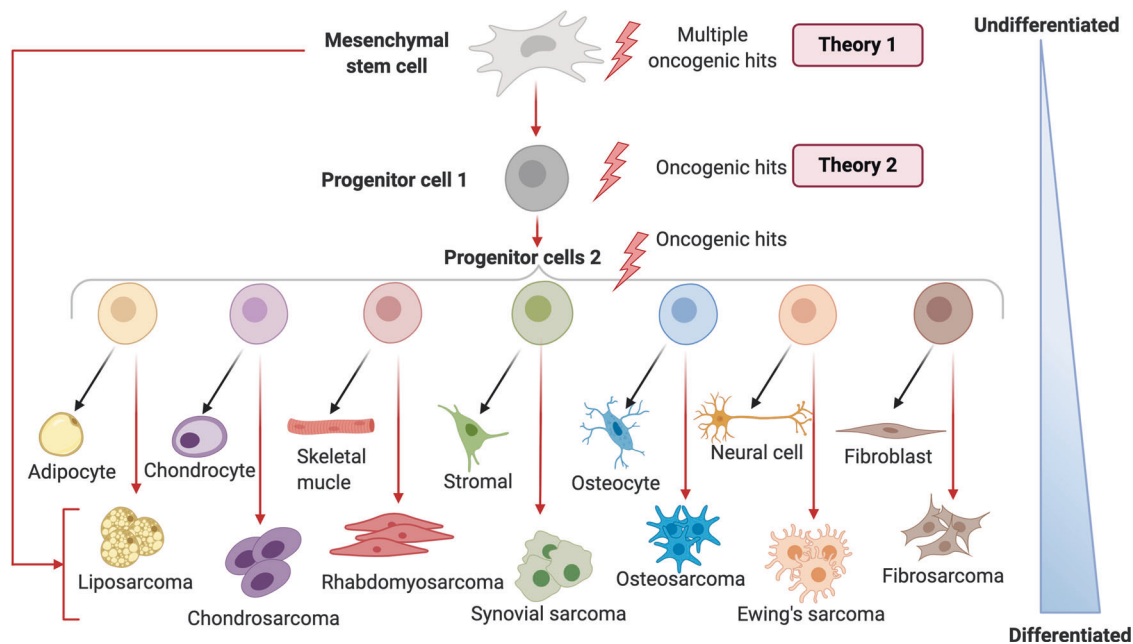 Undifferentiated
Mesenchymal
stem cell
Multiple
oncogenic hits
Theory 1
Progenitor cell 1
Oncogenic hits
Theory 2
Progenitor cells 2
Oncogenic hits
Adipocyte
Chondrocyte
Skeletal
mucle
Stromal
Osteocyte
Neural cell
Fibroblast
Liposarcoma
Chondrosarcoma
Rhabdomyosarcoma
Synovial sarcoma
Osteosarcoma
Ewing's sarcoma
Fibrosarcoma
Differentiated